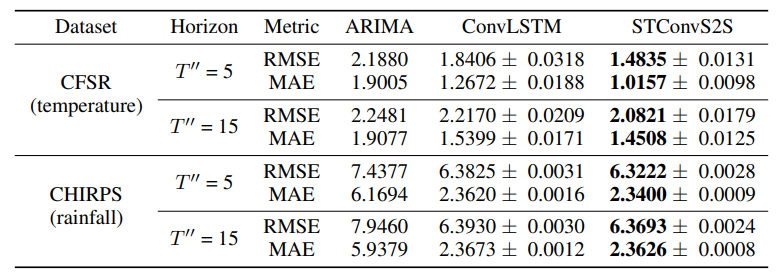 Dataset Horizon Metric ARIMA ConvLSTM STConvS2S
CFSR (temperature) T′′ = 5 RMSE 2.1880 1.8406 ± 0.0318 1.4835 ± 0.0131
MAE 1.9005 1.2672 ± 0.0188 1.0157 ± 0.0098
T′′ = 15 RMSE 2.2481 2.2170 ± 0.0209 2.0821 ± 0.0179
MAE 1.9077 1.5399 ± 0.0171 1.4508 ± 0.0125
CHIRPS (rainfall) T′′ = 5 RMSE 7.4377 6.3825 ± 0.0031 6.3222 ± 0.0028
MAE 6.1694 2.3620 ± 0.0016 2.3400 ± 0.0009
T′′ = 15 RMSE 7.9460 6.3930 ± 0.0030 6.3693 ± 0.0024
MAE 5.9379 2.3673 ± 0.0012 2.3626 ± 0.0008